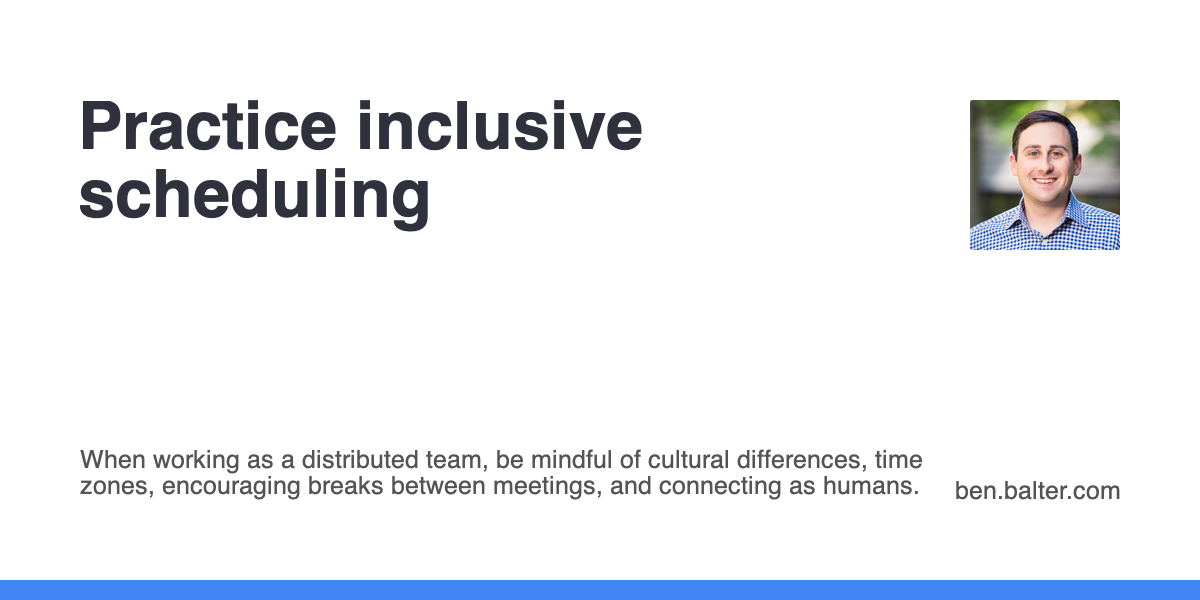 Practice inclusive
scheduling
When working as a distributed team, be mindful of cultural differences, time
zones, encouraging breaks between meetings, and connecting as humans.
ben.balter.com